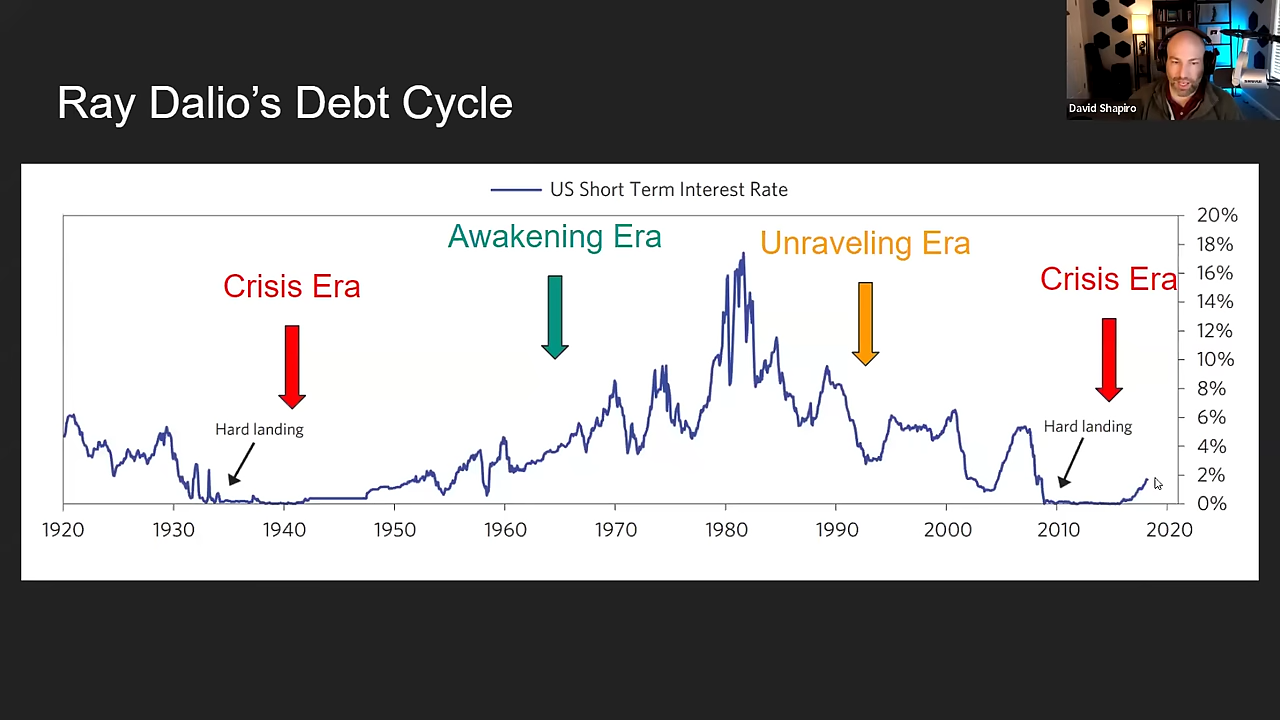 David Shapiro
Ray Dalio’s Debt Cycle
US Short Term Interest Rate
Awakening Era
Unraveling Era
Crisis Era
Crisis Era
Hard landing
Hard landing
20%
18%
16%
14%
12%
10%
8%
6%
4%
2%
0%
1920 1930 1940 1950 1960 1970 1980 1990 2000 2010 2020